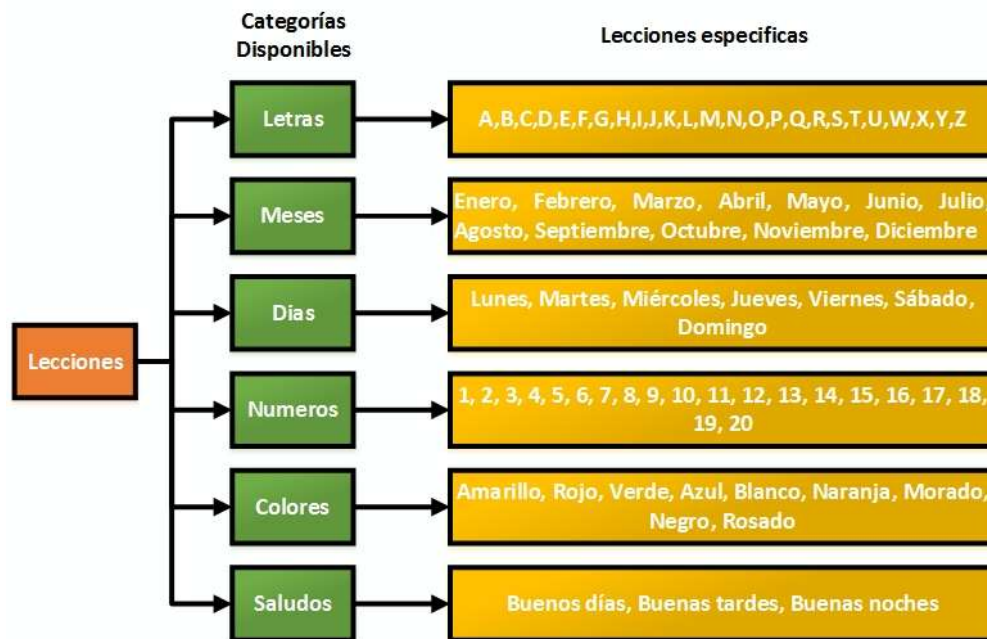 Categorías
Disponibles
Lecciones especificas
Letras
A,B,C,D,E,F,G,H,I,J,K,L,M,N,O,P,Q,R,S,T,U,W,X,Y,Z
Meses
Enero, Febrero, Marzo, Abril, Mayo, Junio, Julio,
Agosto, Septiembre, Octubre, Noviembre, Diciembre
Dias
Lunes, Martes, Miércoles, Jueves, Viernes, Sábado,
Domingo
Lecciones
Numeros
1, 2, 3, 4, 5, 6, 7, 8, 9, 10, 11, 12, 13, 14, 15, 16, 17, 18,
19, 20
Colores
Amarillo, Rojo, Verde, Azul, Blanco, Naranja, Morado,
Negro, Rosado
Saludos
Buenos días, Buenas tardes, Buenas noches